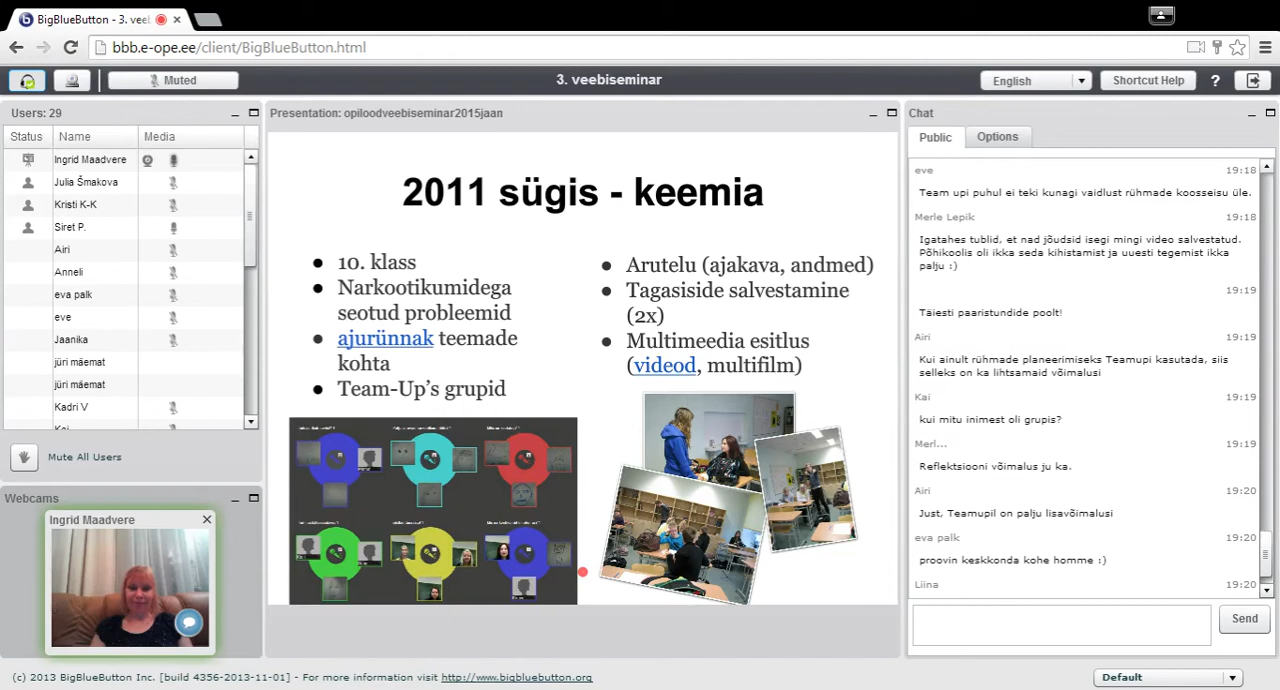 BigBlueButton - 3. veebi
bbb.e-ope.ee/client/BigBlueButton.html
Muted
3. veebiseminar
English
Shortcut Help
?
Users: 29
Status Name Media
Ingrid Maadvere
Julia Šmakova
Kristi K-K
Siret P.
Airi
Anneli
eva palk
eve
Jaanika
jüri mäemat
jüri mäemat
Kadri V
Kai
Mute All Users
Webcams
Ingrid Maadvere
Presentation: opiloodveebiseminar2015jaan
2011 sügis - keemia
● 10. klass
● Narkootikumidega
seotud probleemid
● ajurünnak teemade
kohta
● Team-Up's grupid
● Arutelu (ajakava, andmed)
● Tagasiside salvestamine
(2x)
● Multimeedia esitlus
(videod, multifilm)
Chat
Public Options
eve 19:18
Team upi puhul ei teki kunagi vaidlust rühmade koosseisu üle.
Merle Lepik 19:18
Igatahes tublid, et nad jõudsid isegi mingi video salvestatud.
Põhikoolis oli ikka seda kihistamist ja uuesti tegemist ikka
palju :)
19:19
Täiesti paaristundide poolt!
Airi 19:19
Kui ainult rühmade planeerimiseks Teamupi kasutada, siis
selleks on ka lihtsamaid võimalusi
Kai 19:19
kui mitu inimest oli grupis?
Merl... 19:19
Reflektsiooni võimalus ju ka.
Airi 19:20
Just, Teamupil on palju lisavõimalusi
eva palk 19:20
proovin keskkonda kohe homme :)
Liina 19:20
Send
(c) 2013 BigBlueButton Inc. [build 4356-2013-11-01] - For more information visit http://www.bigbluebutton.org
Default